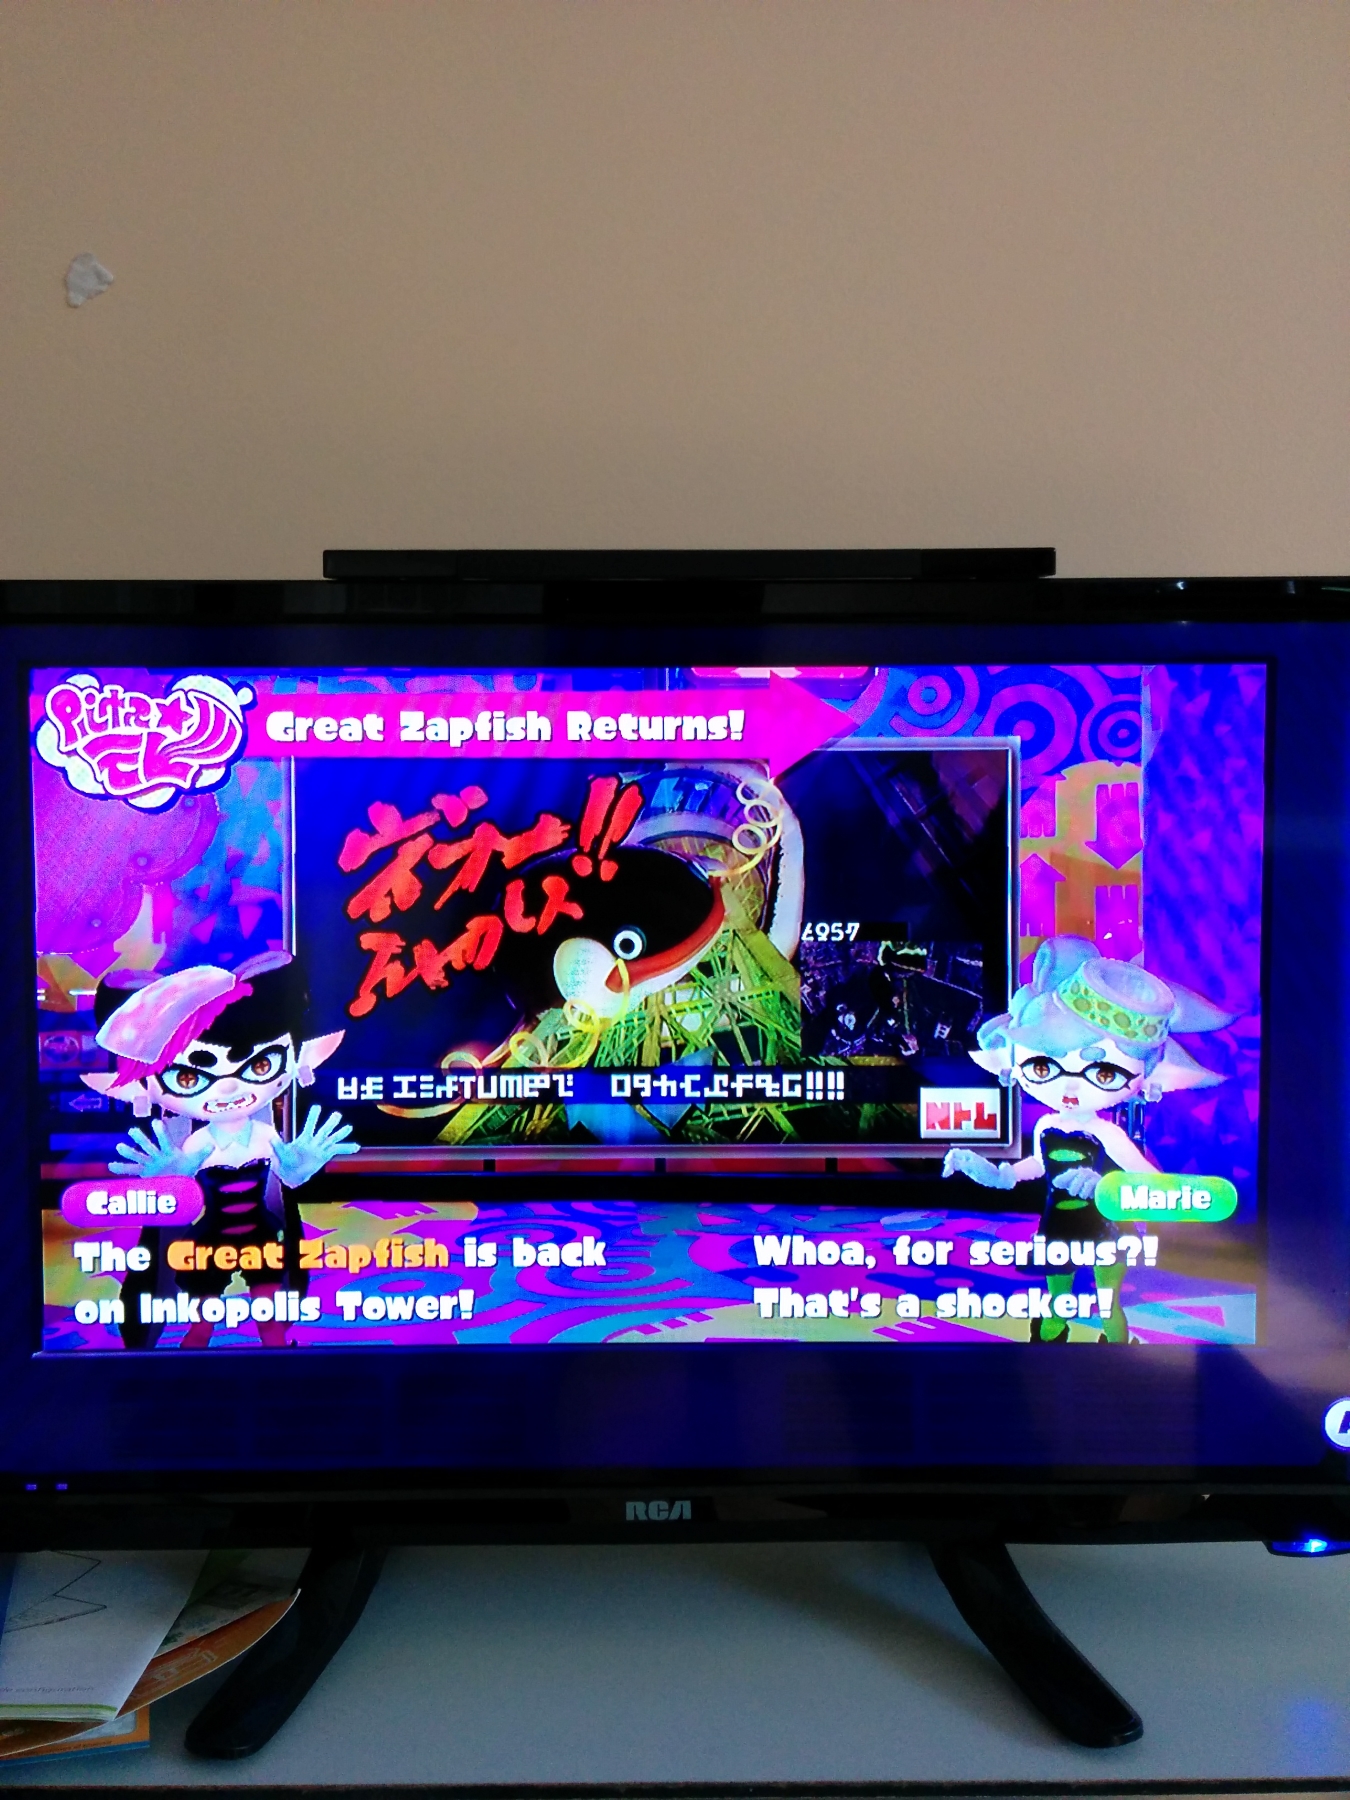 Great Zapfish Returns!
Callie
The Great Zapfish is back
on Inkopolis Tower!
Marie
Whoa, for serious?!
That's a shocker!
RCA